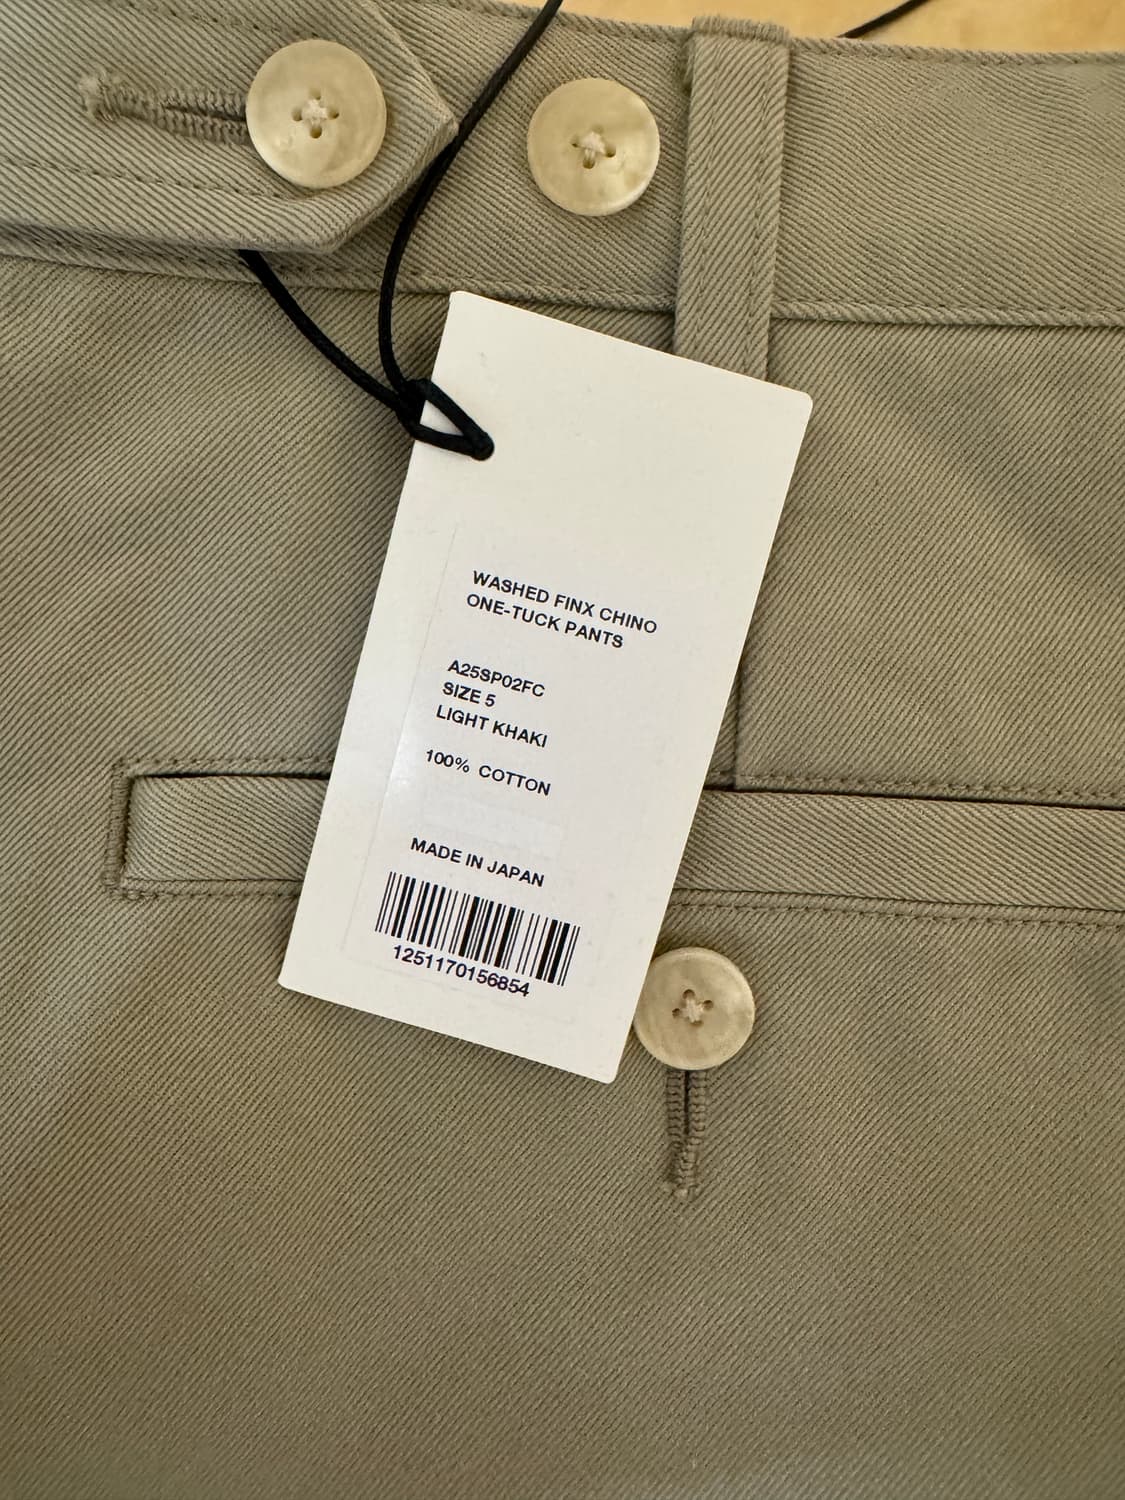 WASHED FINX CHINO
ONE-TUCK PANTS
A25SP02FC
SIZE 5
LIGHT KHAKI
100% COTTON
MADE IN JAPAN
1251170156854